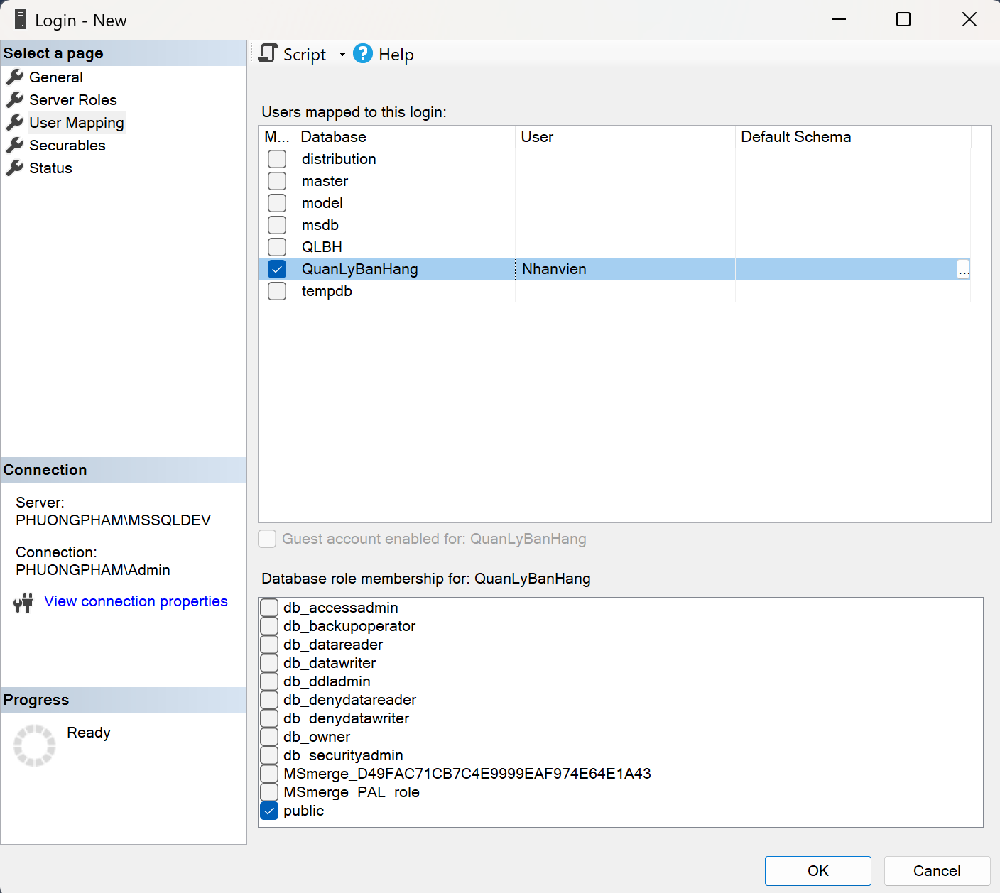 Login - New
Select a page
General
Server Roles
User Mapping
Securables
Status
Script
Help
Users mapped to this login:
M... Database User Default Schema
distribution
master
model
msdb
QLBH
QuanLyBanHang Nhanvien ...
tempdb
Guest account enabled for: QuanLyBanHang
Database role membership for: QuanLyBanHang
db_accessadmin
db_backupoperator
db_datareader
db_datawriter
db_ddladmin
db_denydatareader
db_denydatawriter
db_owner
db_securityadmin
MSmerge_D49FAC71CB7C4E9999EAF974E64E1A43
MSmerge_PAL_role
public
Connection
Server:
PHUONGPHAM\MSSQLDEV
Connection:
PHUONGPHAM\Admin
View connection properties
Progress
Ready
OK
Cancel